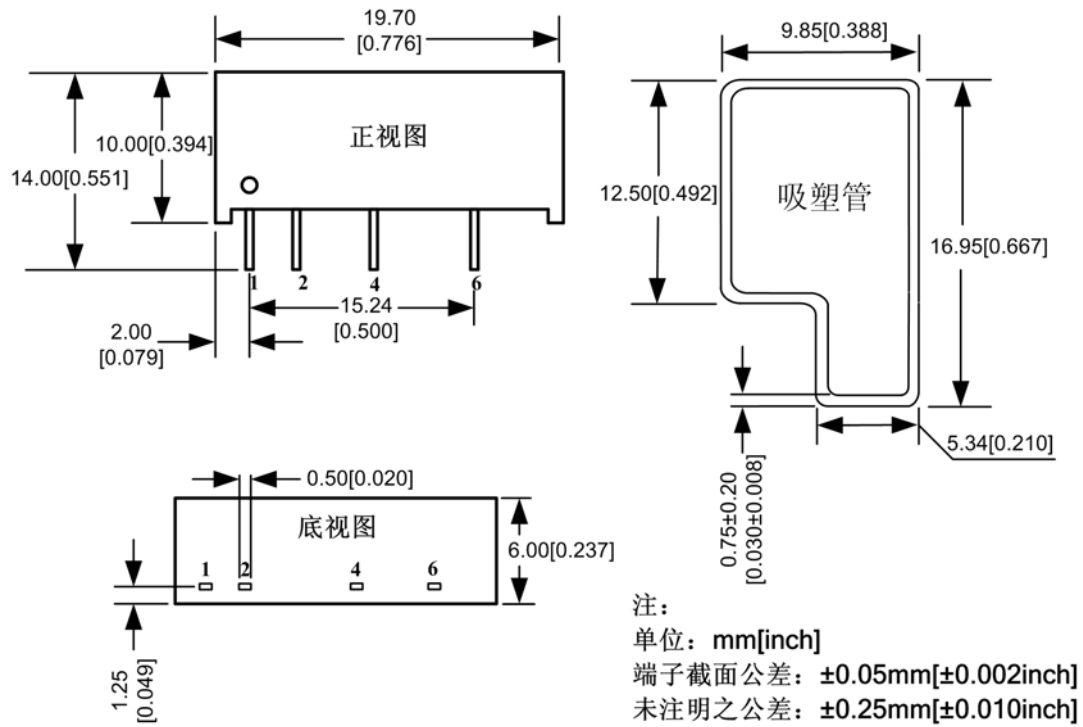 19.70
[0.776]
10.00[0.394]
14.00[0.551]
正视图
1 2 4 6
15.24
[0.500]
2.00
[0.079]
9.85[0.388]
12.50[0.492]
吸塑管
16.95[0.667]
5.34[0.210]
0.75±0.20
[0.030±0.008]
0.50[0.020]
底视图
6.00[0.237]
1 2 4 6
1.25
[0.049]
注：
单位：mm[inch]
端子截面公差：±0.05mm[±0.002inch]
未注明之公差：±0.25mm[±0.010inch]